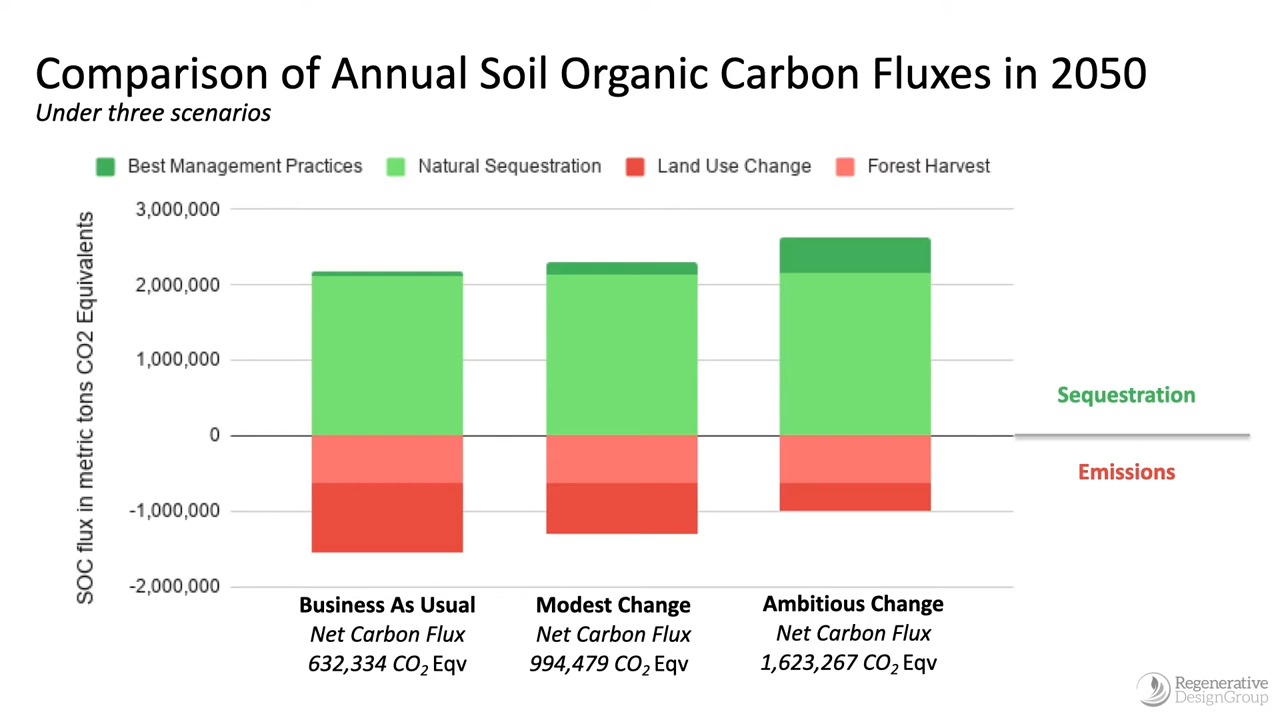 Comparison of Annual Soil Organic Carbon Fluxes in 2050
Under three scenarios
Best Management Practices
Natural Sequestration
Land Use Change
Forest Harvest
SOC flux in metric tons CO2 Equivalents
3,000,000
2,000,000
1,000,000
0
-1,000,000
-2,000,000
Sequestration
Emissions
Business As Usual
Net Carbon Flux
632,334 CO₂ Eqv
Modest Change
Net Carbon Flux
994,479 CO₂ Eqv
Ambitious Change
Net Carbon Flux
1,623,267 CO₂ Eqv
Regenerative
DesignGroup